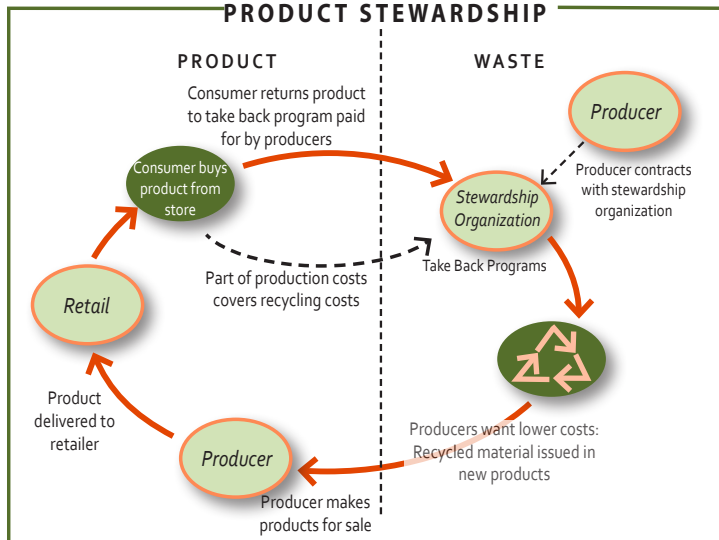 PRODUCT STEWARDSHIP
PRODUCT
WASTE
Consumer returns product
to take back program paid
for by producers
Producer
Consumer buys
product from
store
Producer contracts
with stewardship
organization
Stewardship
Organization
Take Back Programs
Part of production costs
covers recycling costs
Retail
Product
delivered to
retailer
Producers want lower costs:
Recycled material issued in
new products
Producer
Producer makes
products for sale